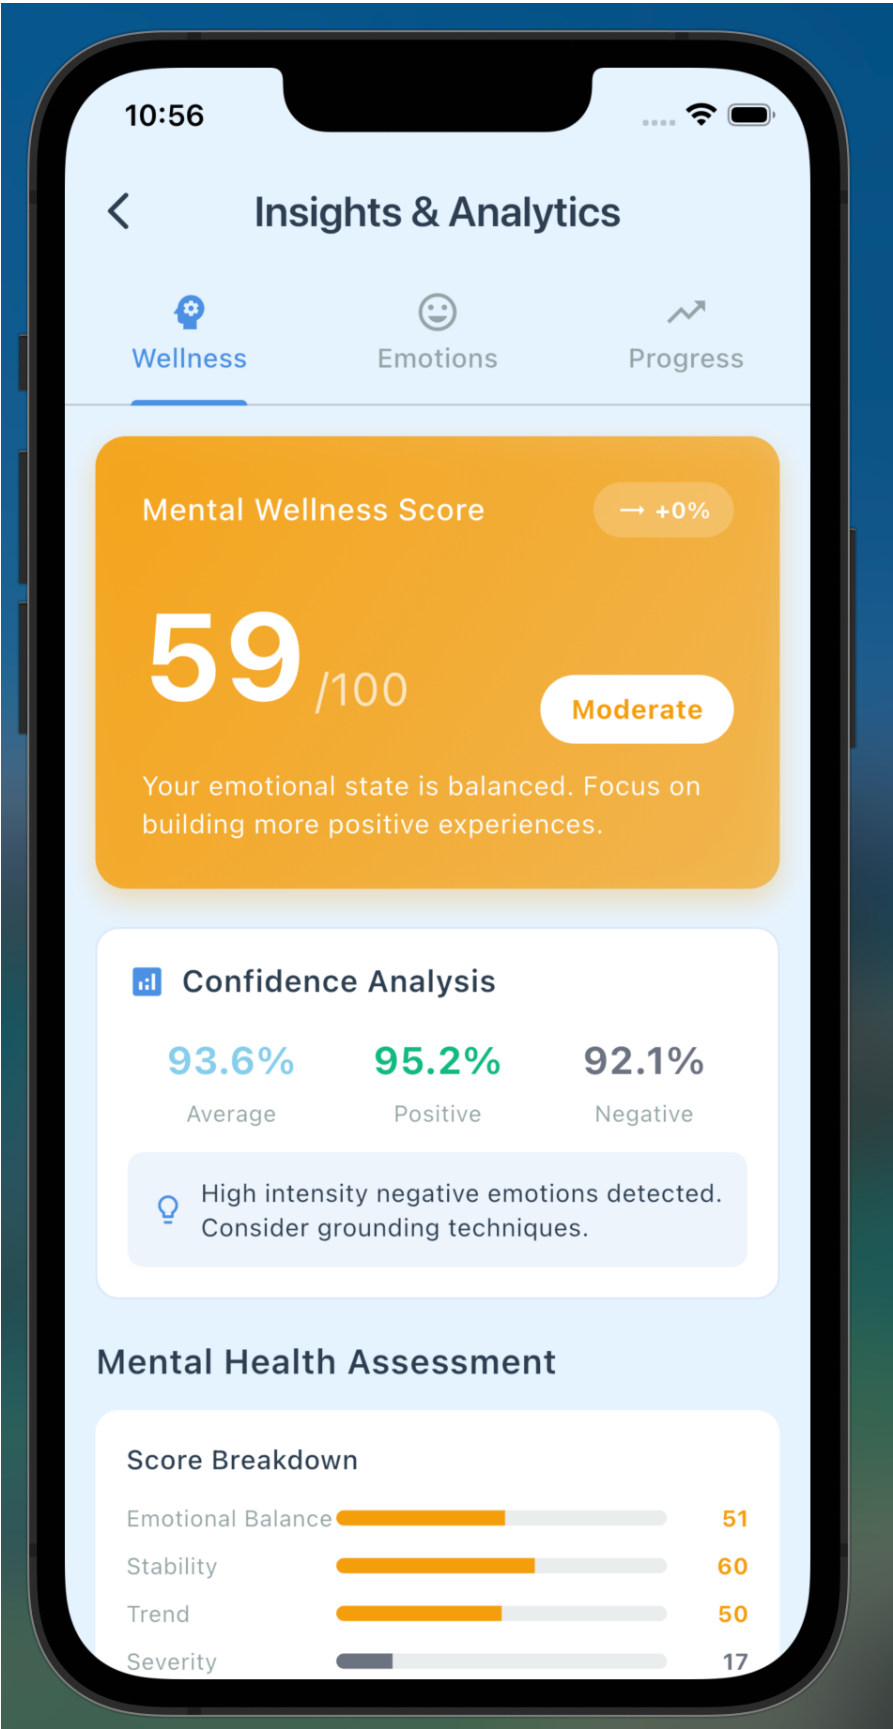 10:56
Insights & Analytics
Wellness
Emotions
Progress
Mental Wellness Score
→ +0%
59 /100
Moderate
Your emotional state is balanced. Focus on
building more positive experiences.
Confidence Analysis
93.6%
95.2%
92.1%
Average
Positive
Negative
High intensity negative emotions detected.
Consider grounding techniques.
Mental Health Assessment
Score Breakdown
Emotional Balance 51
Stability 60
Trend 50
Severity 17